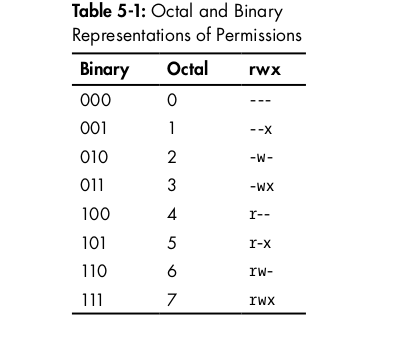 Table 5-1: Octal and Binary
Representations of Permissions
Binary Octal rwx
000 0 ---
001 1 --x
010 2 -w-
011 3 -wx
100 4 r--
101 5 r-x
110 6 rw-
111 7 rwx